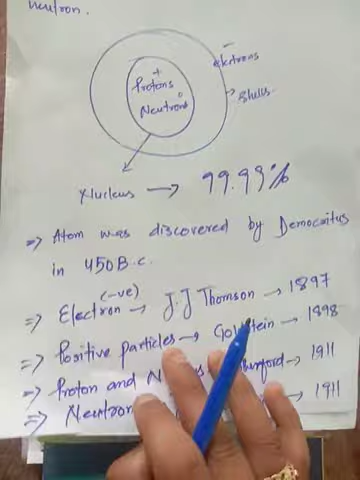 neutron.
-
electrons
+
Protons
Neutrons
o
→ Shells
Nucleus → 99.99%
⇒ Atom was discovered by Democritus
in 450 B.c.
(-ve)
⇒ Electron → J.J Thomson → 1897
⇒ Positive particles → → 1898
⇒ Proton and → 1911
⇒ Neutron → 1911